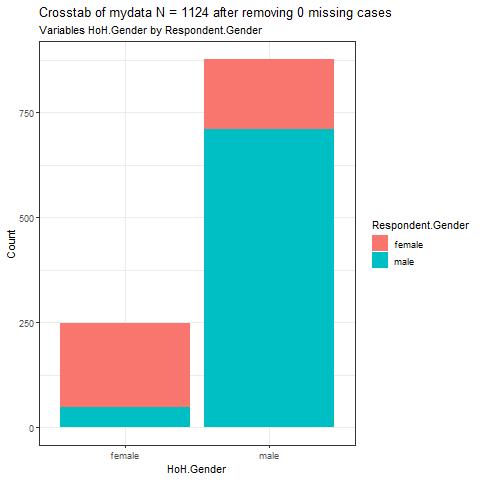 Crosstab of mydata N = 1124 after removing 0 missing cases
Variables HoH.Gender by Respondent.Gender
750
500
250
0
Count
female
male
HoH.Gender
Respondent.Gender
female
male